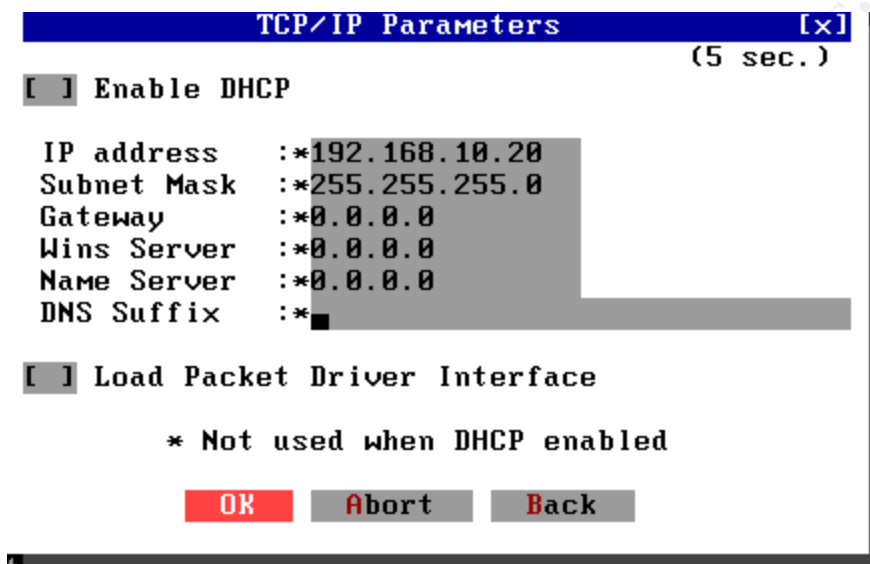 TCP/IP Parameters [x]
(5 sec.)
[ ] Enable DHCP
IP address :*192.168.10.20
Subnet Mask :*255.255.255.0
Gateway :*0.0.0.0
Wins Server :*0.0.0.0
Name Server :*0.0.0.0
DNS Suffix :*
[ ] Load Packet Driver Interface
* Not used when DHCP enabled
OK Abort Back